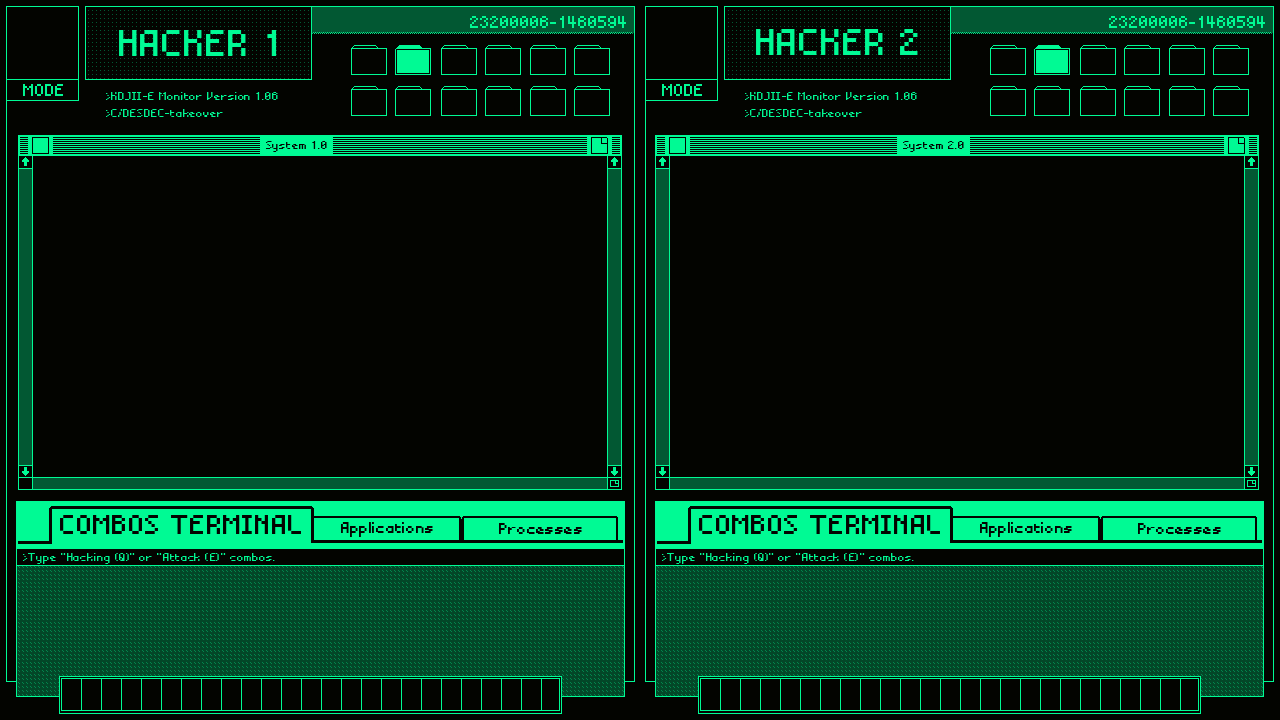 HACKER 1
23200006-1460594
MODE
>KDJII-E Monitor Version 1.06
>C/DESDEC-takeover
System 1.0
COMBOS TERMINAL
Applications
Processes
>Type "Hacking (Q)" or "Attack (E)" combos.
HACKER 2
23200006-1460594
MODE
>KDJII-E Monitor Version 1.06
>C/DESDEC-takeover
System 2.0
COMBOS TERMINAL
Applications
Processes
>Type "Hacking (Q)" or "Attack (E)" combos.